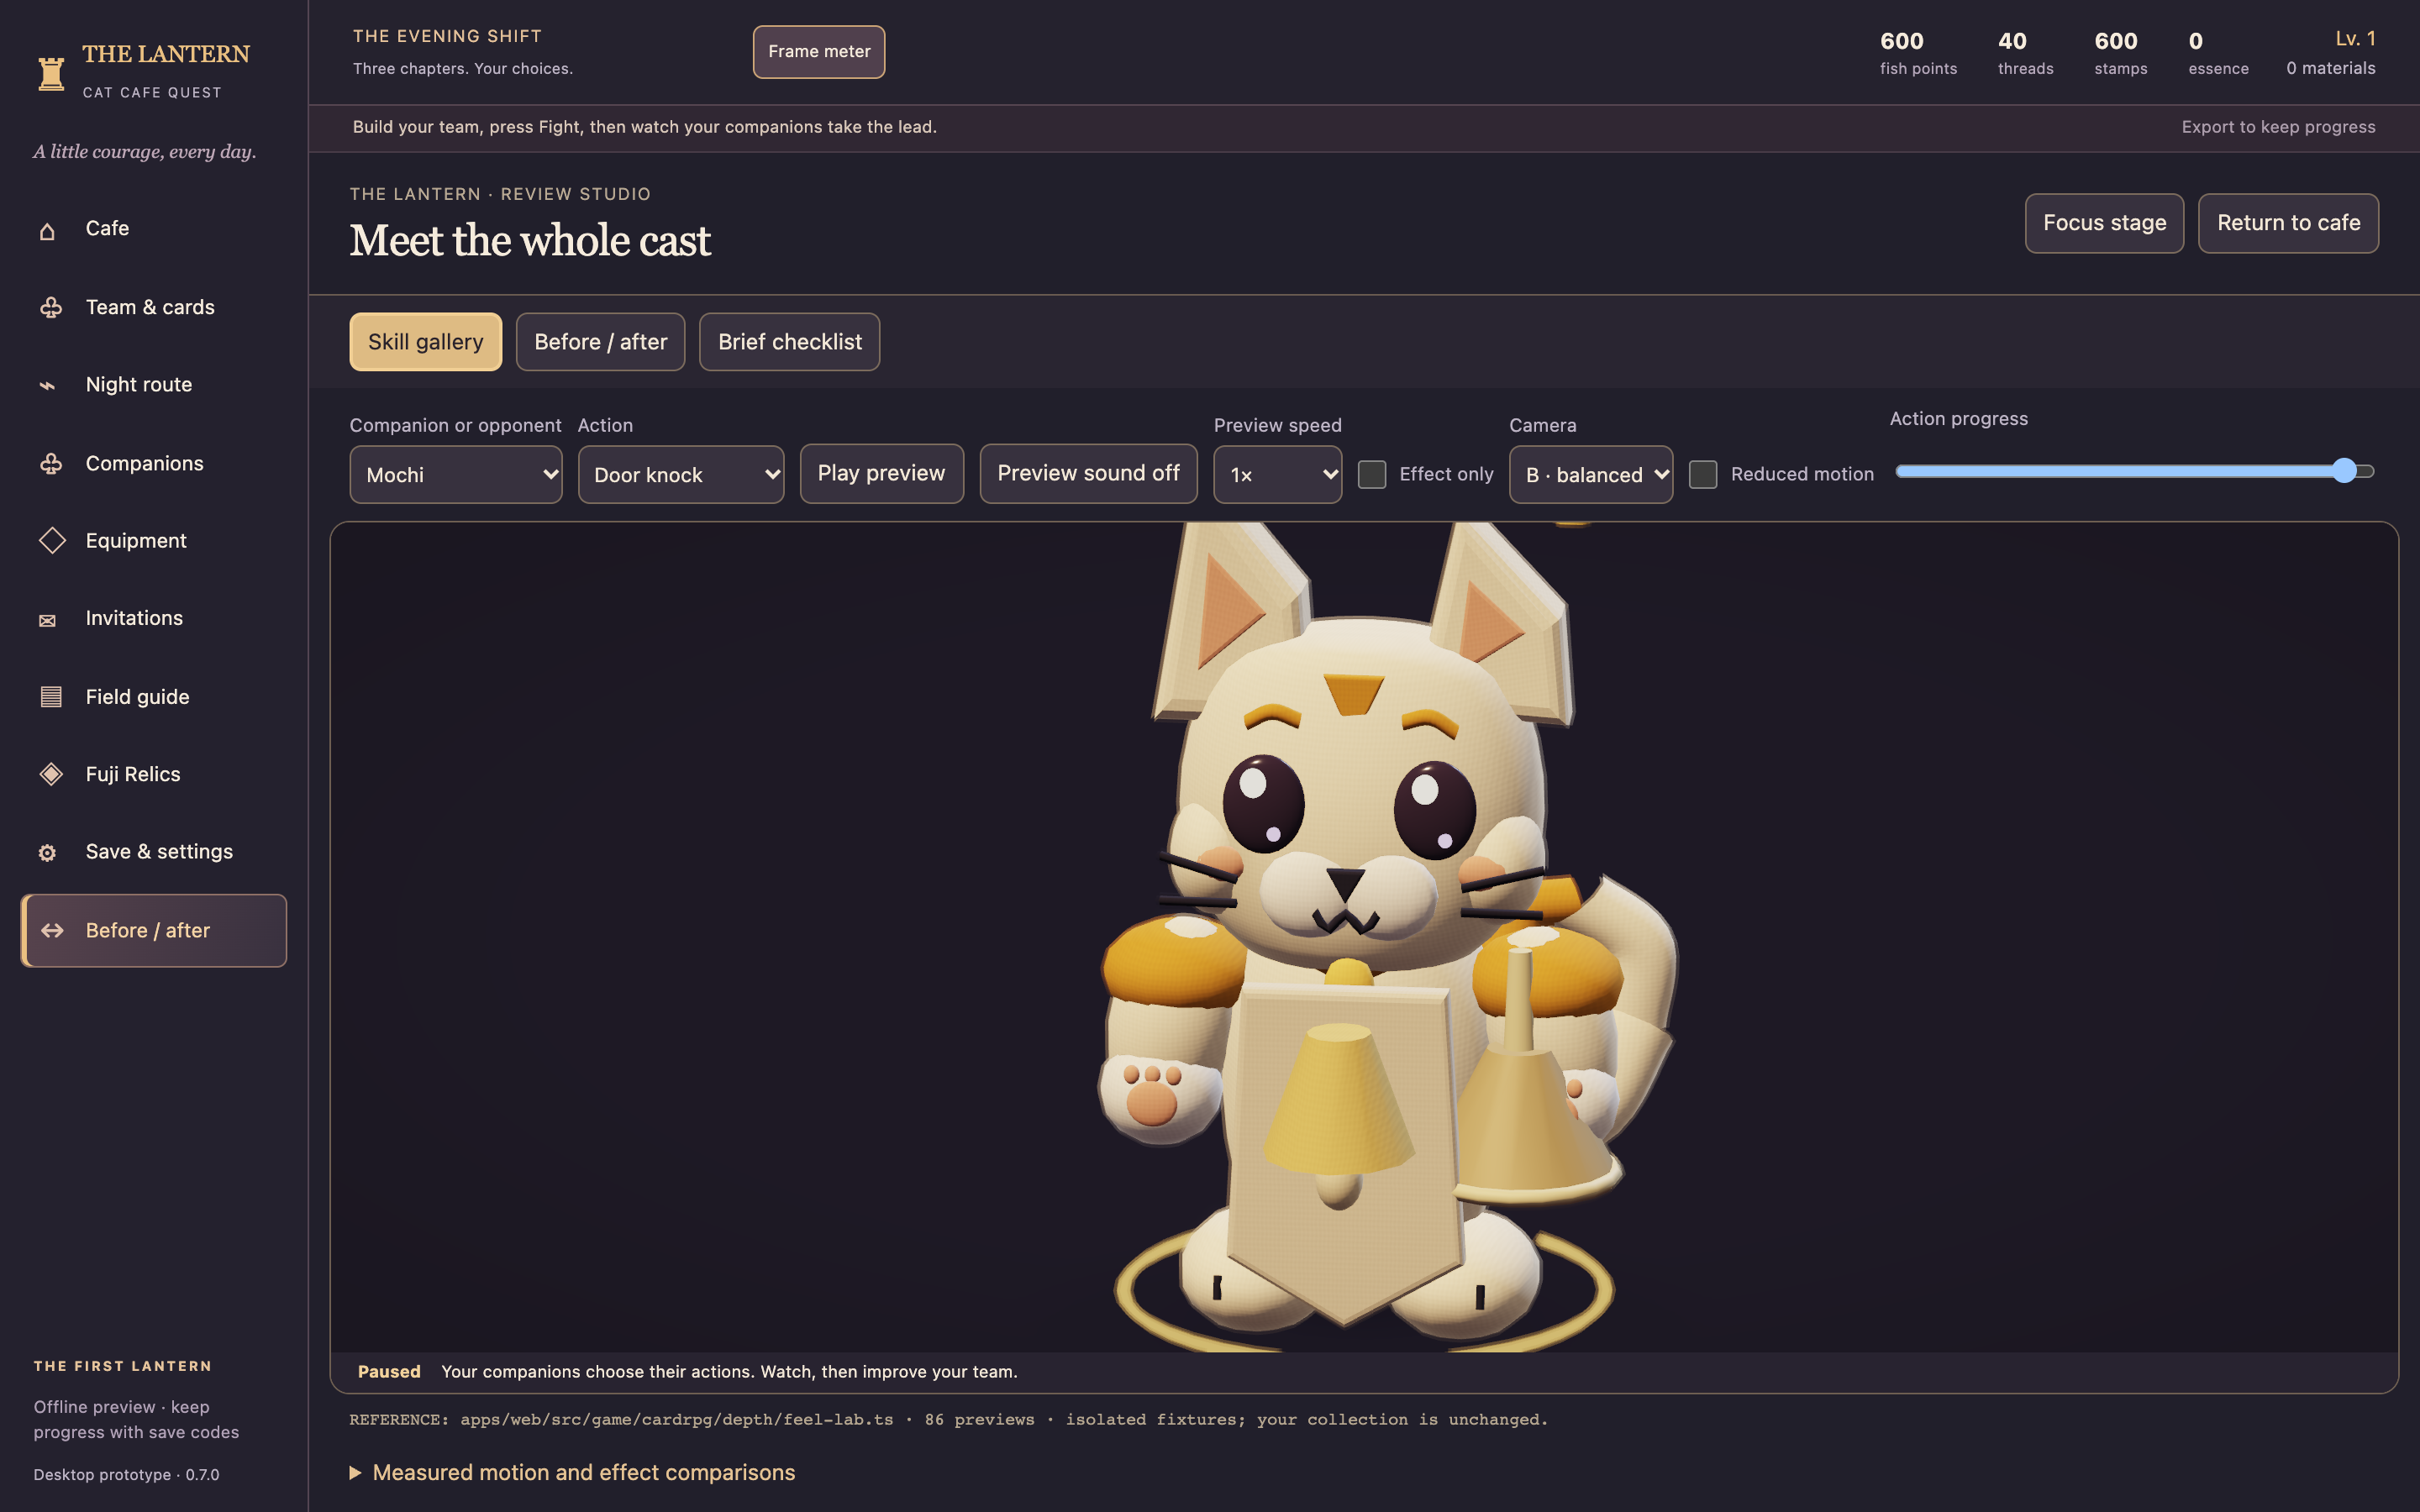 THE LANTERN
CAT CAFE QUEST
A little courage, every day.
Cafe
Team & cards
Night route
Companions
Equipment
Invitations
Field guide
Fuji Relics
Save & settings
Before / after
THE FIRST LANTERN
Offline preview · keep
progress with save codes
Desktop prototype · 0.7.0
THE EVENING SHIFT
Three chapters. Your choices.
Frame meter
600 fish points
40 threads
600 stamps
0 essence
Lv. 1
0 materials
Build your team, press Fight, then watch your companions take the lead.
Export to keep progress
THE LANTERN · REVIEW STUDIO
Meet the whole cast
Focus stage
Return to cafe
Skill gallery
Before / after
Brief checklist
Companion or opponent
Mochi
Action
Door knock
Play preview
Preview sound off
Preview speed
1×
Effect only
Camera
B · balanced
Reduced motion
Action progress
Paused Your companions choose their actions. Watch, then improve your team.
REFERENCE: apps/web/src/game/cardrpg/depth/feel-lab.ts · 86 previews · isolated fixtures; your collection is unchanged.
Measured motion and effect comparisons